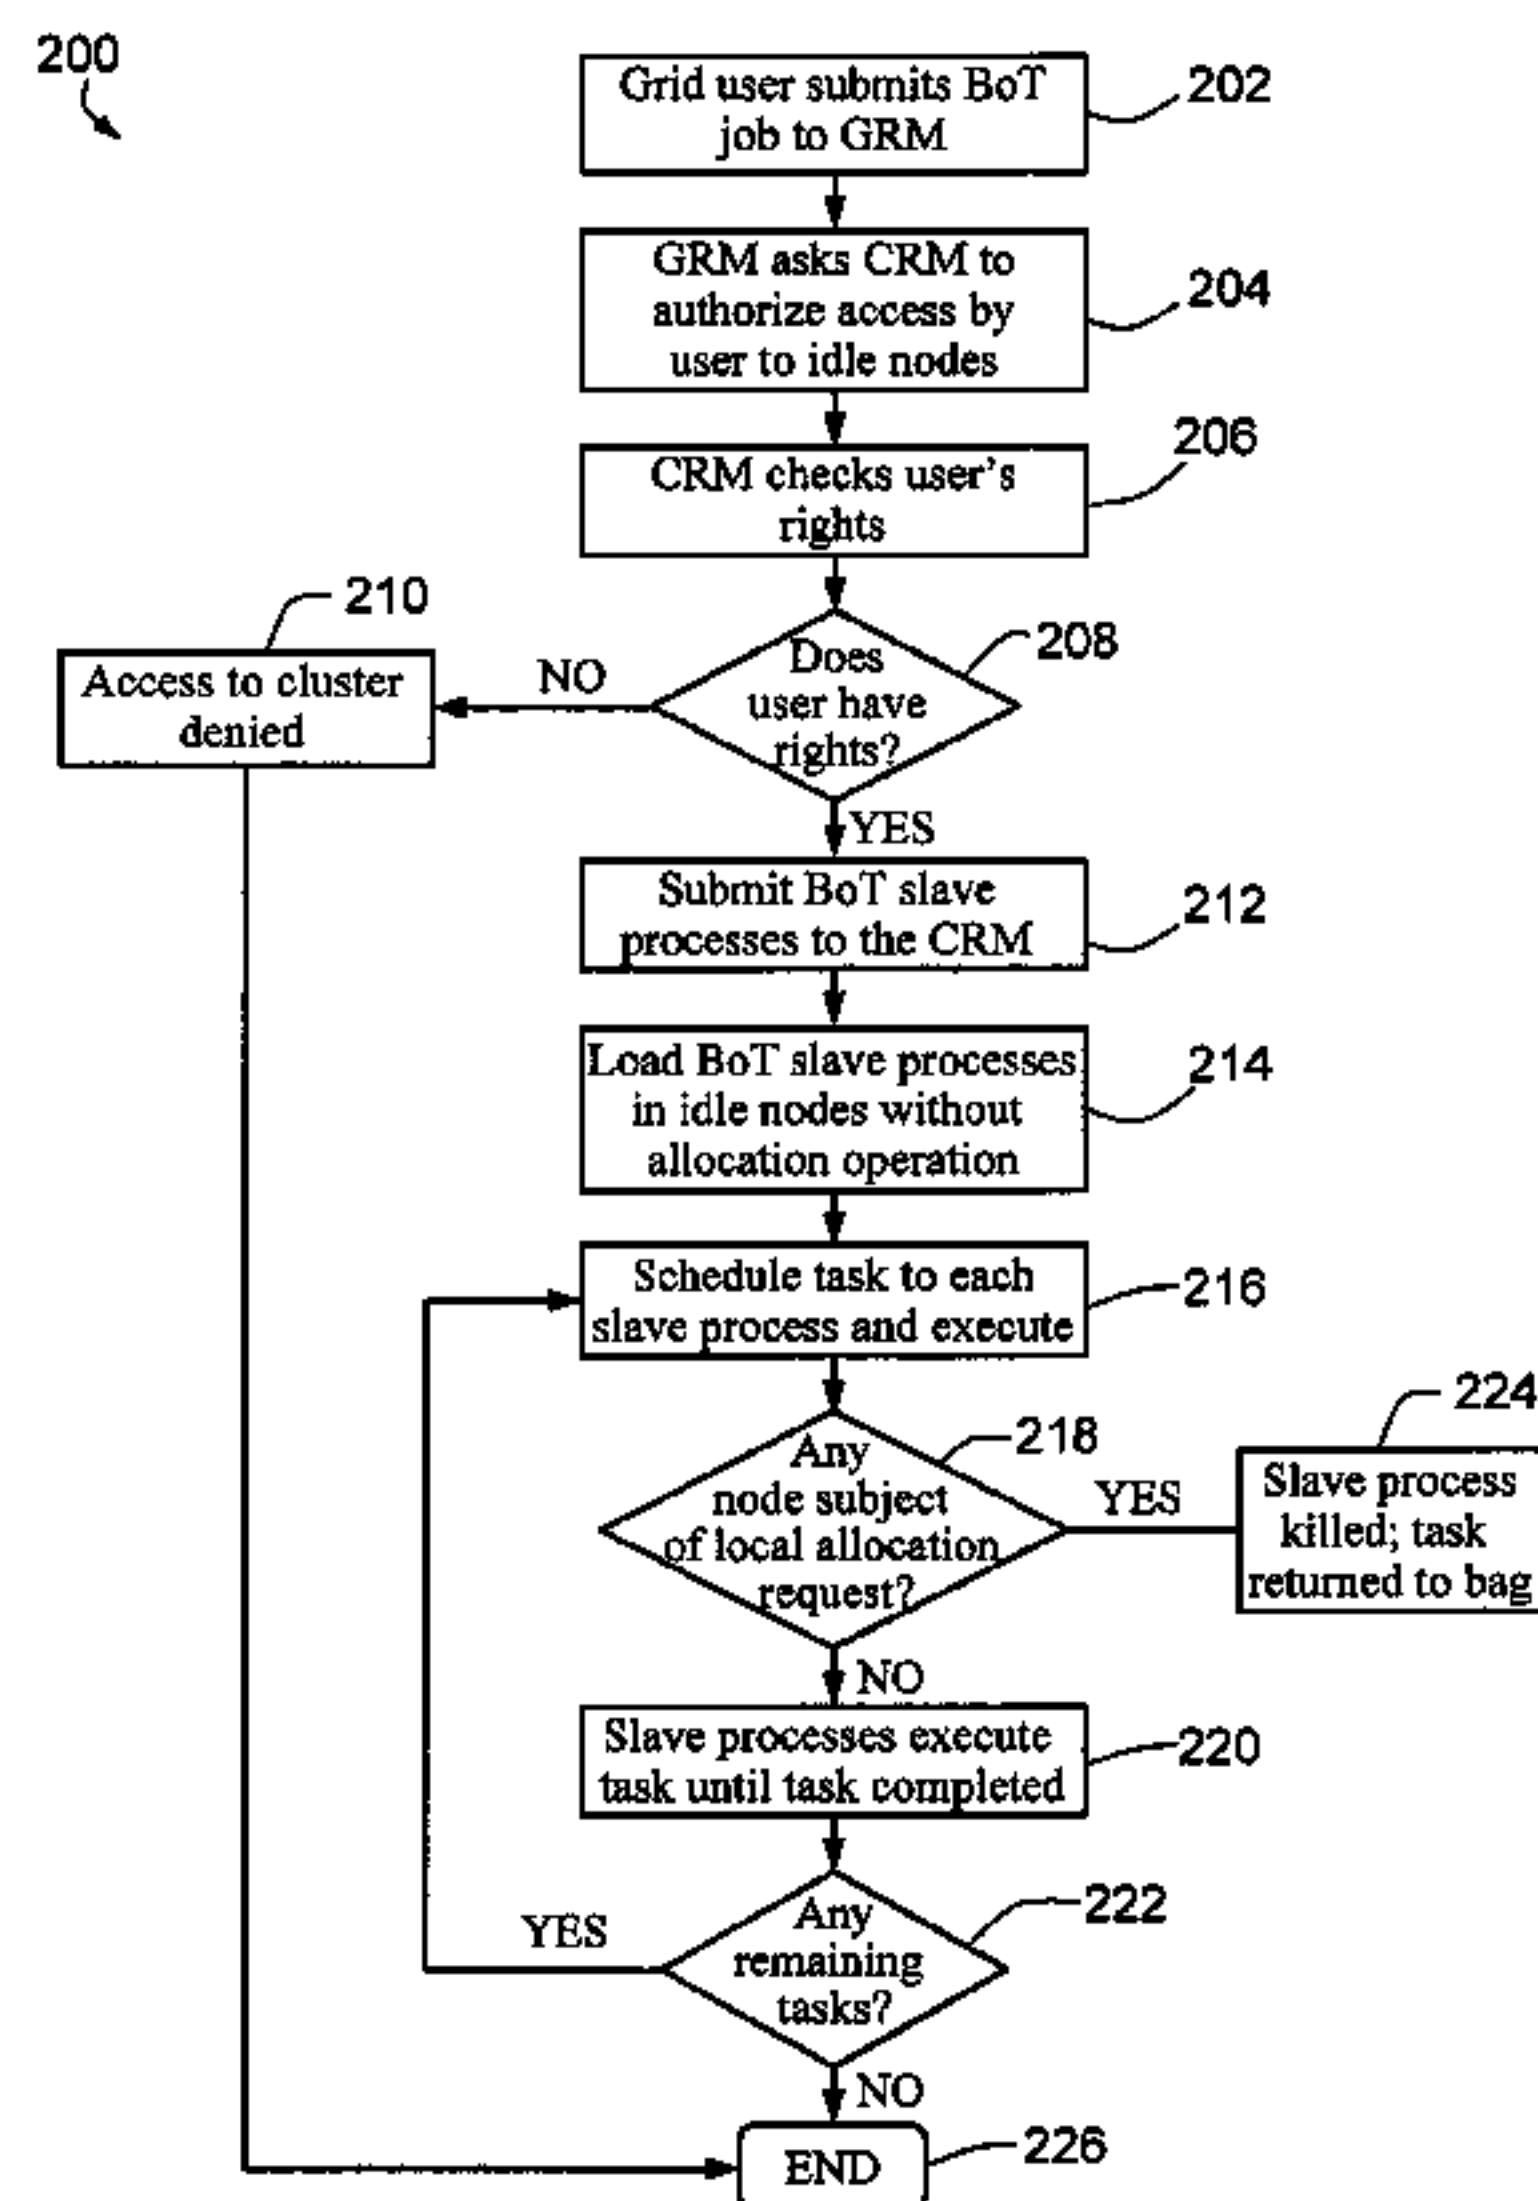 200
Grid user submits BoT
job to GRM
202
GRM asks CRM to
authorize access by
user to idle nodes
204
CRM checks user's
rights
206
Does
user have
rights?
208
NO
Access to cluster
denied
210
YES
Submit BoT slave
processes to the CRM
212
Load BoT slave processes
in idle nodes without
allocation operation
214
Schedule task to each
slave process and execute
216
Any
node subject
of local allocation
request?
218
YES
Slave process
killed; task
returned to bag
224
NO
Slave processes execute
task until task completed
220
Any
remaining
tasks?
222
YES
NO
END
226